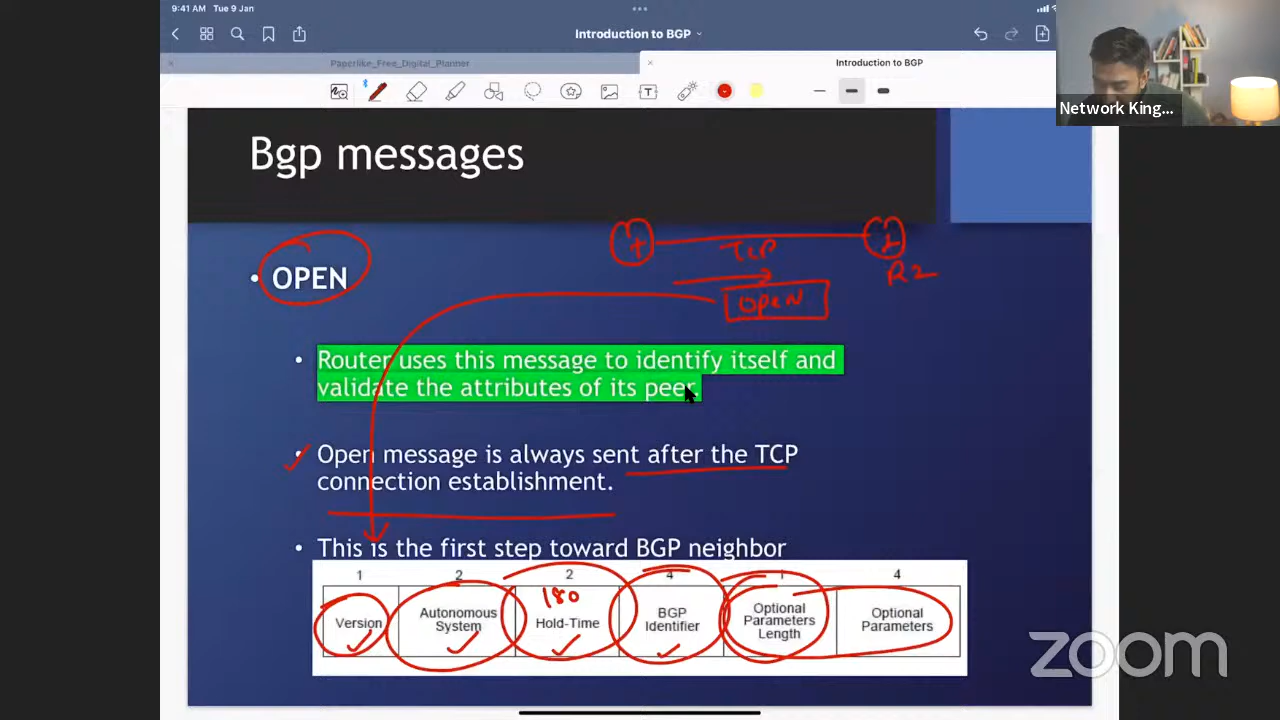 9:41 AM Tue 9 Jan
Introduction to BGP
Paperlike_Free_Digital_Planner
Introduction to BGP
Network King...
Bgp messages
TCP
R2
• OPEN
OPEN
• Router uses this message to identify itself and
validate the attributes of its peer.
• Open message is always sent after the TCP
connection establishment.
• This is the first step toward BGP neighbor
1 2 2 4 1 4
180
Version
Autonomous
System
Hold-Time
BGP
Identifier
Optional
Parameters
Length
Optional
Parameters
zoom